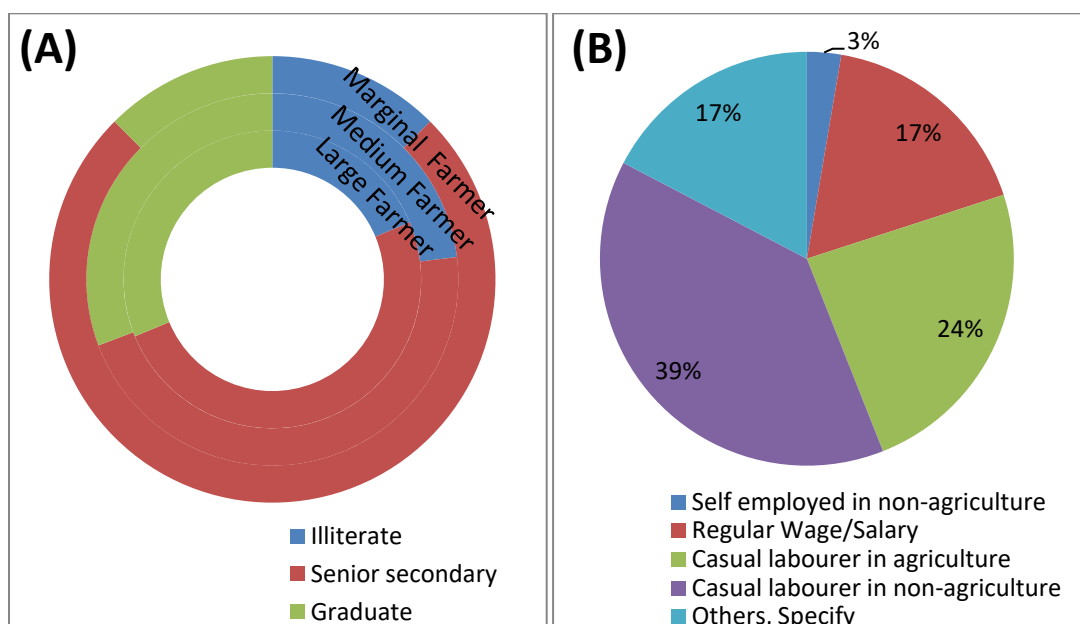 (A)
Marginal Farmer
Medium Farmer
Large Farmer
Illiterate
Senior secondary
Graduate
(B)
3%
17%
17%
24%
39%
Self employed in non-agriculture
Regular Wage/Salary
Casual labourer in agriculture
Casual labourer in non-agriculture
Others, Specify